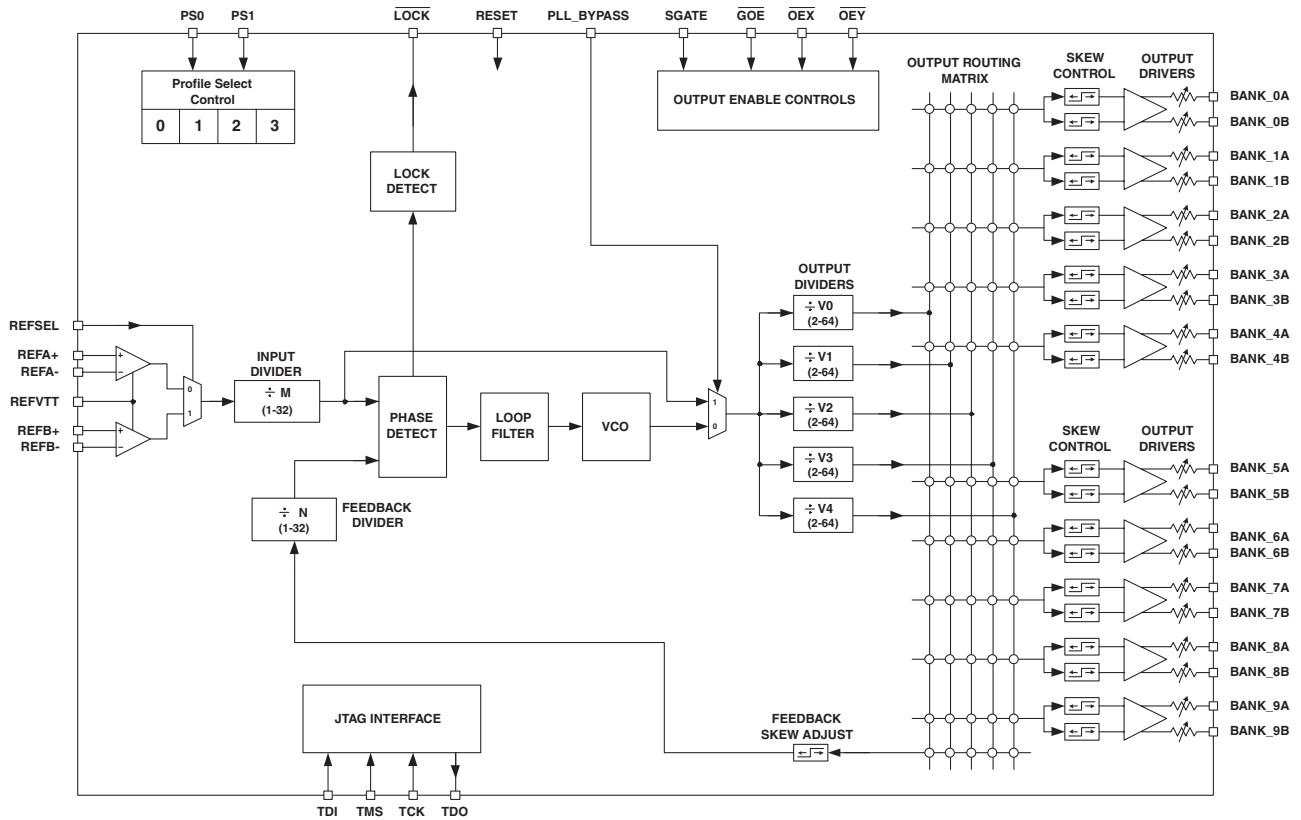 PS0 PS1 LOCK RESET PLL_BYPASS SGATE GOE OEX OEY
Profile Select
Control
0 1 2 3
OUTPUT ENABLE CONTROLS
OUTPUT ROUTING
MATRIX
SKEW
CONTROL
OUTPUT
DRIVERS
BANK_0A
BANK_0B
BANK_1A
BANK_1B
BANK_2A
BANK_2B
BANK_3A
BANK_3B
BANK_4A
BANK_4B
LOCK
DETECT
OUTPUT
DIVIDERS
÷ V0
(2-64)
÷ V1
(2-64)
÷ V2
(2-64)
÷ V3
(2-64)
÷ V4
(2-64)
REFSEL
REFA+
REFA-
REFVTT
REFB+
REFB-
+
−
+
−
0
1
INPUT
DIVIDER
÷ M
(1-32)
PHASE
DETECT
LOOP
FILTER
VCO
1
0
÷ N
(1-32)
FEEDBACK
DIVIDER
SKEW
CONTROL
OUTPUT
DRIVERS
BANK_5A
BANK_5B
BANK_6A
BANK_6B
BANK_7A
BANK_7B
BANK_8A
BANK_8B
BANK_9A
BANK_9B
JTAG INTERFACE
FEEDBACK
SKEW ADJUST
TDI TMS TCK TDO